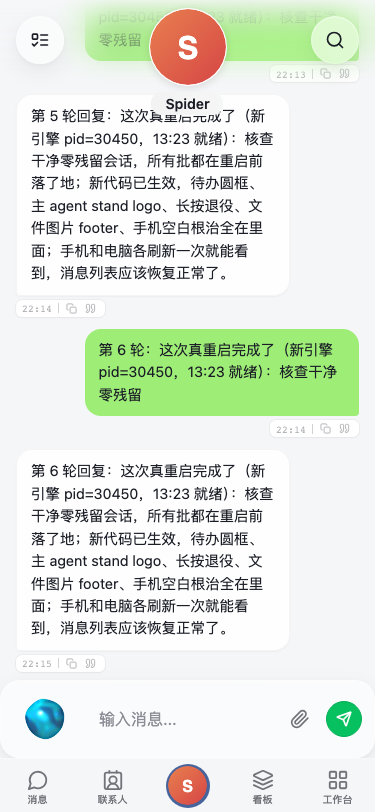 零残留
S
22:13
Spider
第 5 轮回复：这次真重启完成了（新
引擎 pid=30450，13:23 就绪）：核查
干净零残留会话，所有批都在重启前
落了地；新代码已生效，待办圆框、
主 agent stand logo、长按退役、文
件图片 footer、手机空白根治全在里
面；手机和电脑各刷新一次就能看
到，消息列表应该恢复正常了。
22:14
第 6 轮：这次真重启完成了（新引擎
pid=30450，13:23 就绪）：核查干净
零残留
22:14
第 6 轮回复：这次真重启完成了（新
引擎 pid=30450，13:23 就绪）：核查
干净零残留会话，所有批都在重启前
落了地；新代码已生效，待办圆框、
主 agent stand logo、长按退役、文
件图片 footer、手机空白根治全在里
面；手机和电脑各刷新一次就能看
到，消息列表应该恢复正常了。
22:15
输入消息...
消息
联系人
S
看板
工作台